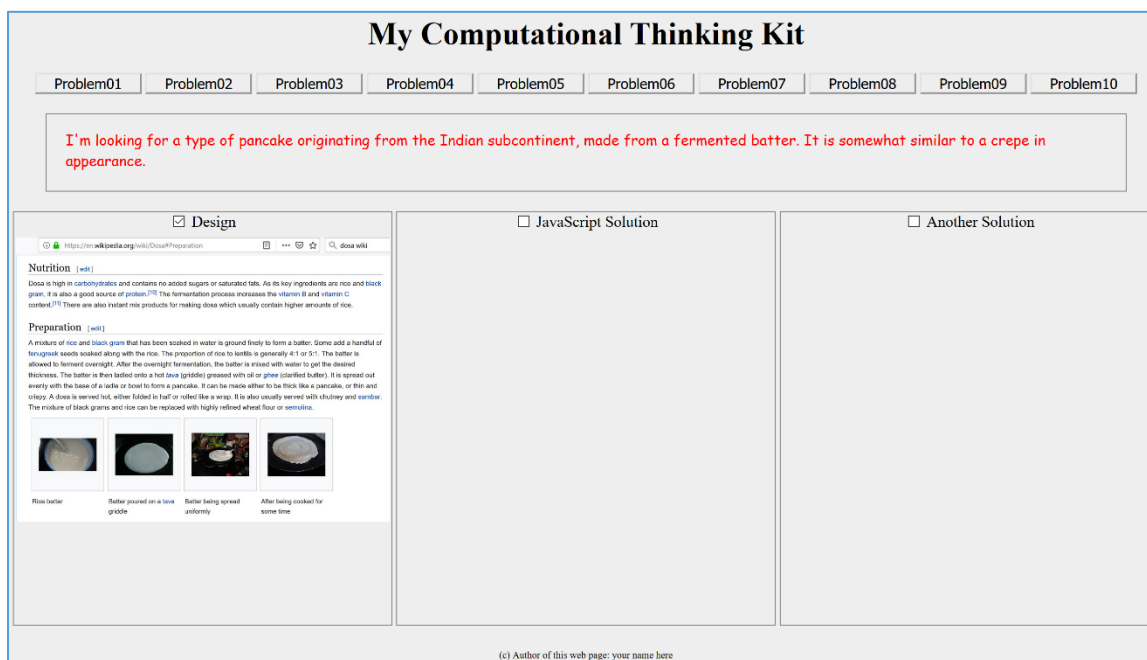 My Computational Thinking Kit
Problem01 Problem02 Problem03 Problem04 Problem05 Problem06 Problem07 Problem08 Problem09 Problem10
I'm looking for a type of pancake originating from the Indian subcontinent, made from a fermented batter. It is somewhat similar to a crepe in
appearance.
Design
JavaScript Solution
Another Solution
https://en.wikipedia.org/wiki/Dosa#Preparation dosa wiki
Nutrition [edit]
Dosa is high in carbohydrates and contains no added sugars or saturated fats. As its key ingredients are rice and black
gram, it is also a good source of protein.[10] The fermentation process increases the vitamin B and vitamin C
content.[11] There are also instant mix products for making dosa which usually contain higher amounts of rice.
Preparation [edit]
A mixture of rice and black gram that has been soaked in water is ground finely to form a batter. Some add a handful of
fenugreek seeds soaked along with the rice. The proportion of rice to lentils is generally 4:1 or 5:1. The batter is
allowed to ferment overnight. After the overnight fermentation, the batter is mixed with water to get the desired
thickness. The batter is then ladled onto a hot tava (griddle) greased with oil or ghee (clarified butter). It is spread out
evenly with the base of a ladle or bowl to form a pancake. It can be made either to be thick like a pancake, or thin and
crispy. A dosa is served hot, either folded in half or rolled like a wrap. It is also usually served with chutney and sambar.
The mixture of black grams and rice can be replaced with highly refined wheat flour or semolina.
Rice batter
Batter poured on a tava
griddle
Batter being spread
uniformly
After being cooked for
some time
(c) Author of this web page: your name here